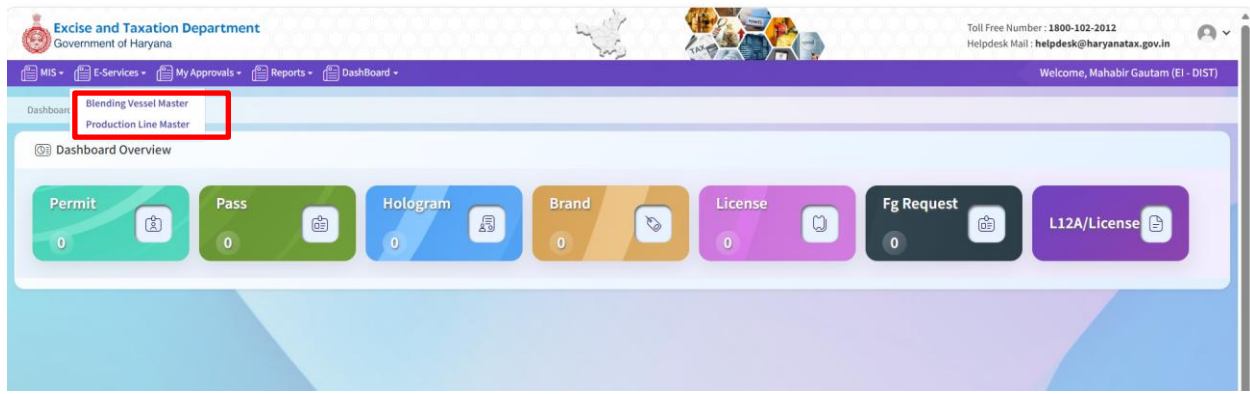 Excise and Taxation Department
Government of Haryana
TAX
Toll Free Number : 1800-102-2012
Helpdesk Mail : helpdesk@haryanatax.gov.in
MIS
E-Services
My Approvals
Reports
DashBoard
Welcome, Mahabir Gautam (EI - DIST)
Dashboard
Blending Vessel Master
Production Line Master
Dashboard Overview
Permit
0
Pass
0
Hologram
0
Brand
0
License
0
Fg Request
0
L12A/License